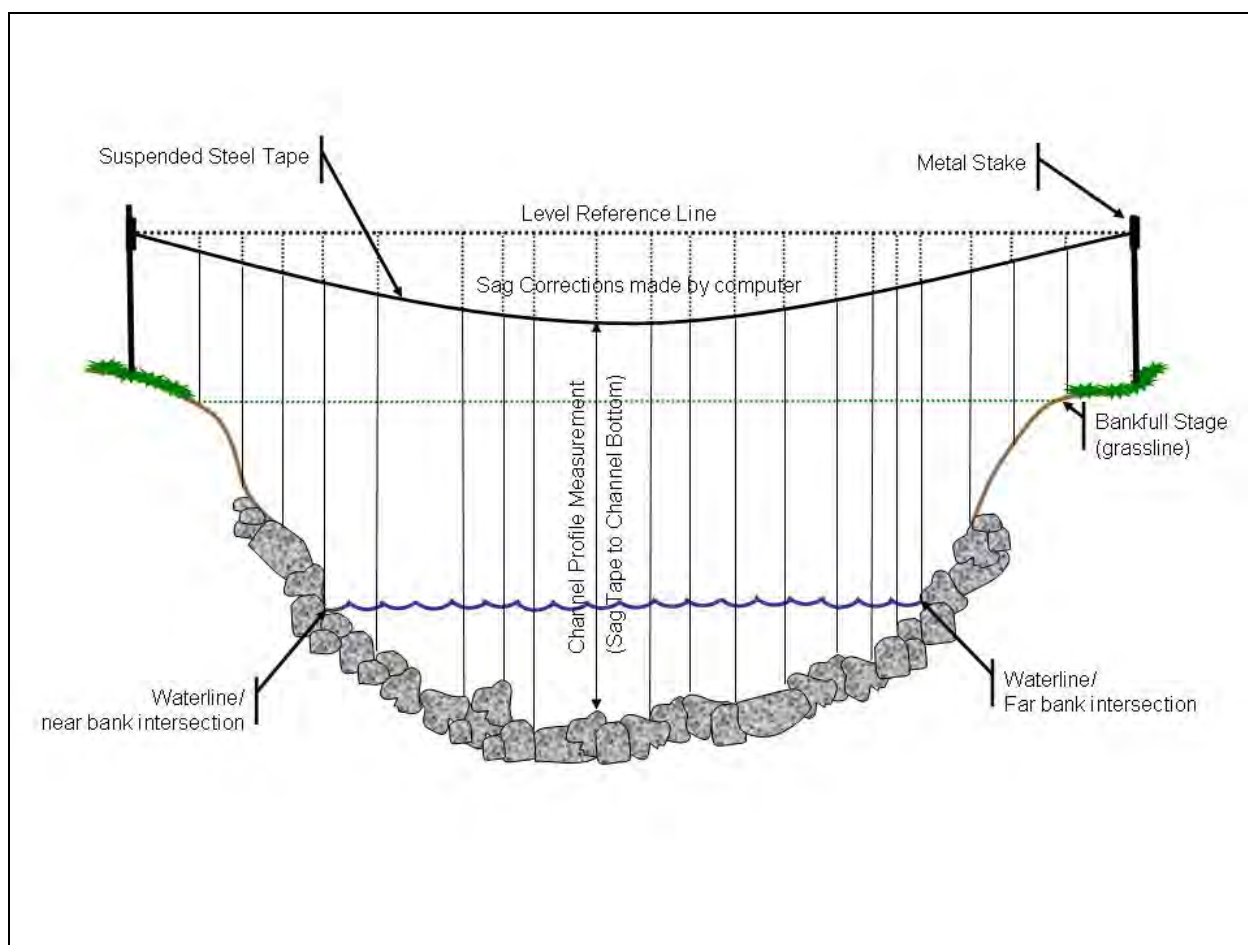 Suspended Steel Tape
Metal Stake
Level Reference Line
Sag Corrections made by computer
Channel Profile Measurement
(Sag Tape to Channel Bottom)
Bankfull Stage
(grassline)
Waterline/
near bank intersection
Waterline/
Far bank intersection